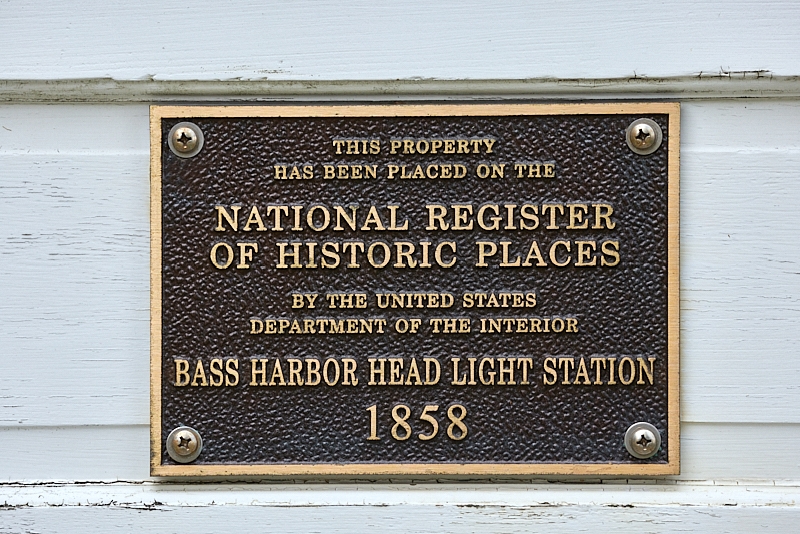 THIS PROPERTY
HAS BEEN PLACED ON THE
NATIONAL REGISTER
OF HISTORIC PLACES
BY THE UNITED STATES
DEPARTMENT OF THE INTERIOR
BASS HARBOR HEAD LIGHT STATION
1858